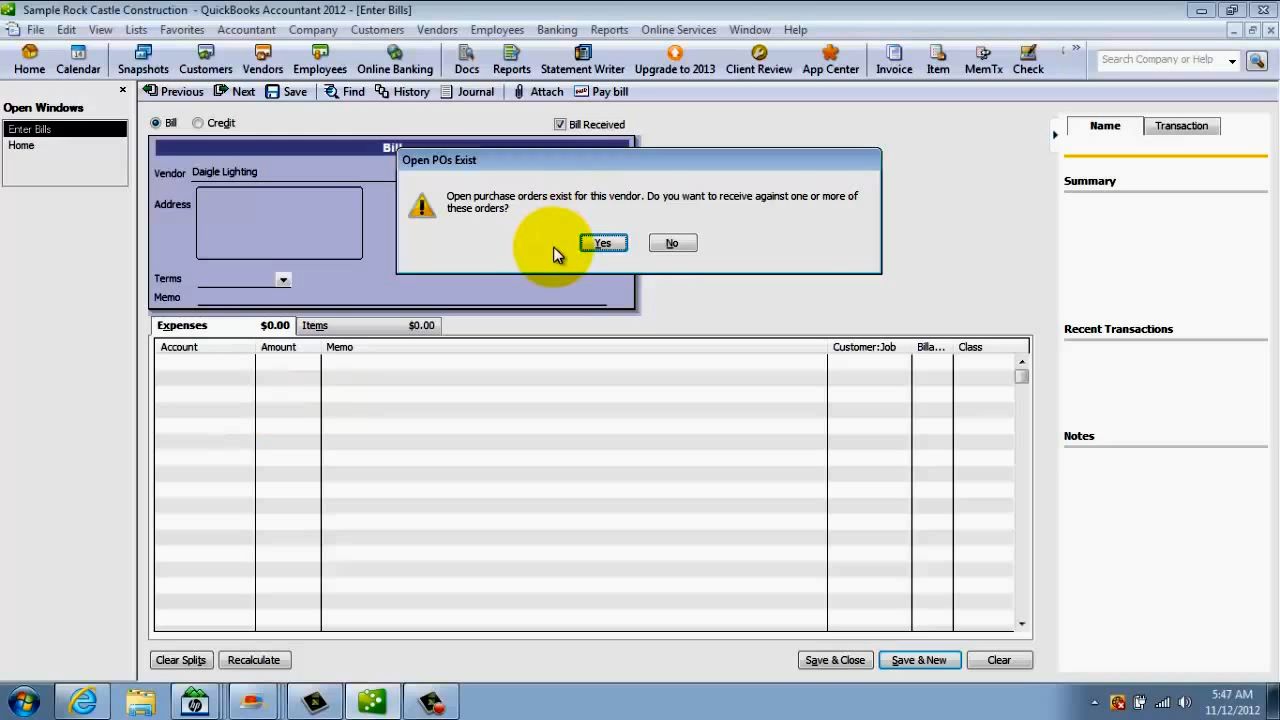 Sample Rock Castle Construction - QuickBooks Accountant 2012 - [Enter Bills]
File Edit View Lists Favorites Accountant Company Customers Vendors Employees Banking Reports Online Services Window Help
Home Calendar Snapshots Customers Vendors Employees Online Banking Docs Reports Statement Writer Upgrade to 2013 Client Review App Center Invoice Item MemTx Check
Search Company or Help
Previous Next Save Find History Journal Attach Pay bill
Open Windows
Enter Bills
Home
Bill Credit Bill Received
Bill
Vendor Daigle Lighting
Address
Terms
Memo
Open POs Exist
Open purchase orders exist for this vendor. Do you want to receive against one or more of
these orders?
Yes No
Expenses $0.00 Items $0.00
Account Amount Memo Customer:Job Billa... Class
Clear Splits Recalculate Save & Close Save & New Clear
Name Transaction
Summary
Recent Transactions
Notes
5:47 AM
11/12/2012